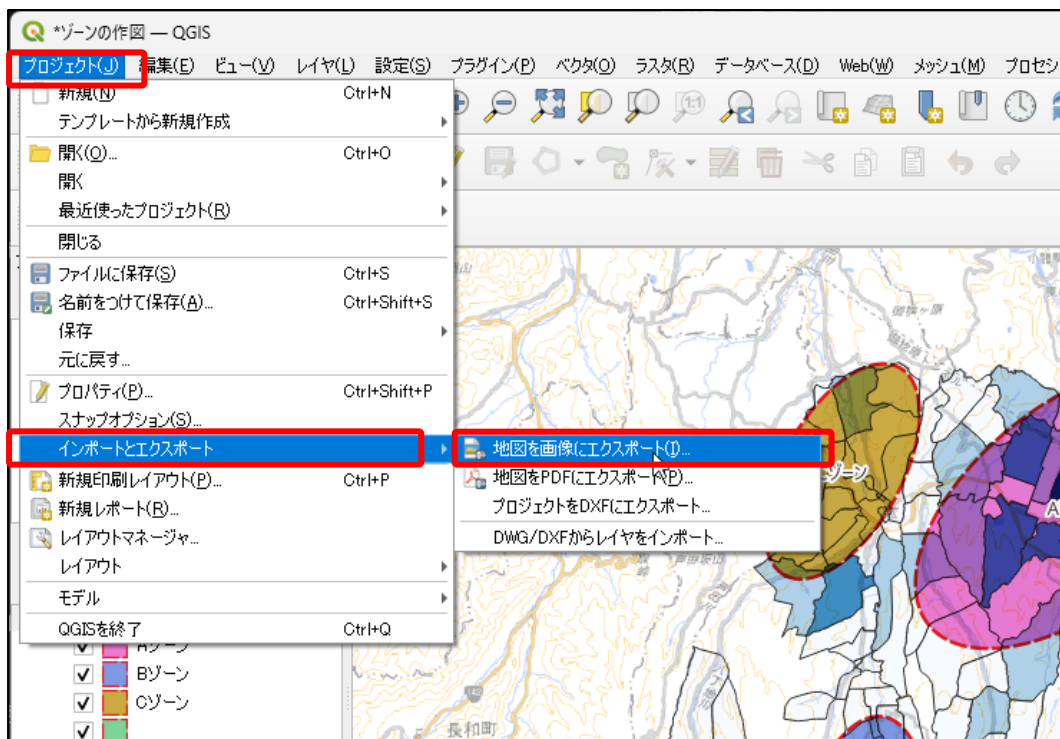 *ゾーンの作図 — QGIS
プロジェクト(J) 編集(E) ビュー(V) レイヤ(L) 設定(S) プラグイン(P) ベクタ(O) ラスタ(R) データベース(D) Web(W) メッシュ(M) プロセシ
新規(N) Ctrl+N
テンプレートから新規作成
開く(O)... Ctrl+O
開く
最近使ったプロジェクト(R)
閉じる
ファイルに保存(S) Ctrl+S
名前をつけて保存(A)... Ctrl+Shift+S
保存
元に戻す...
プロパティ(P)... Ctrl+Shift+P
スナップオプション(S)...
インポートとエクスポート
地図を画像にエクスポート(I)...
地図をPDFにエクスポート(P)...
プロジェクトをDXFにエクスポート...
DWG/DXFからレイヤをインポート...
新規印刷レイアウト(P)... Ctrl+P
新規レポート(R)...
レイアウトマネージャ...
レイアウト
モデル
QGISを終了 Ctrl+Q
Aゾーン
Bゾーン
Cゾーン
1:1
ゾーン
A
142
長和町